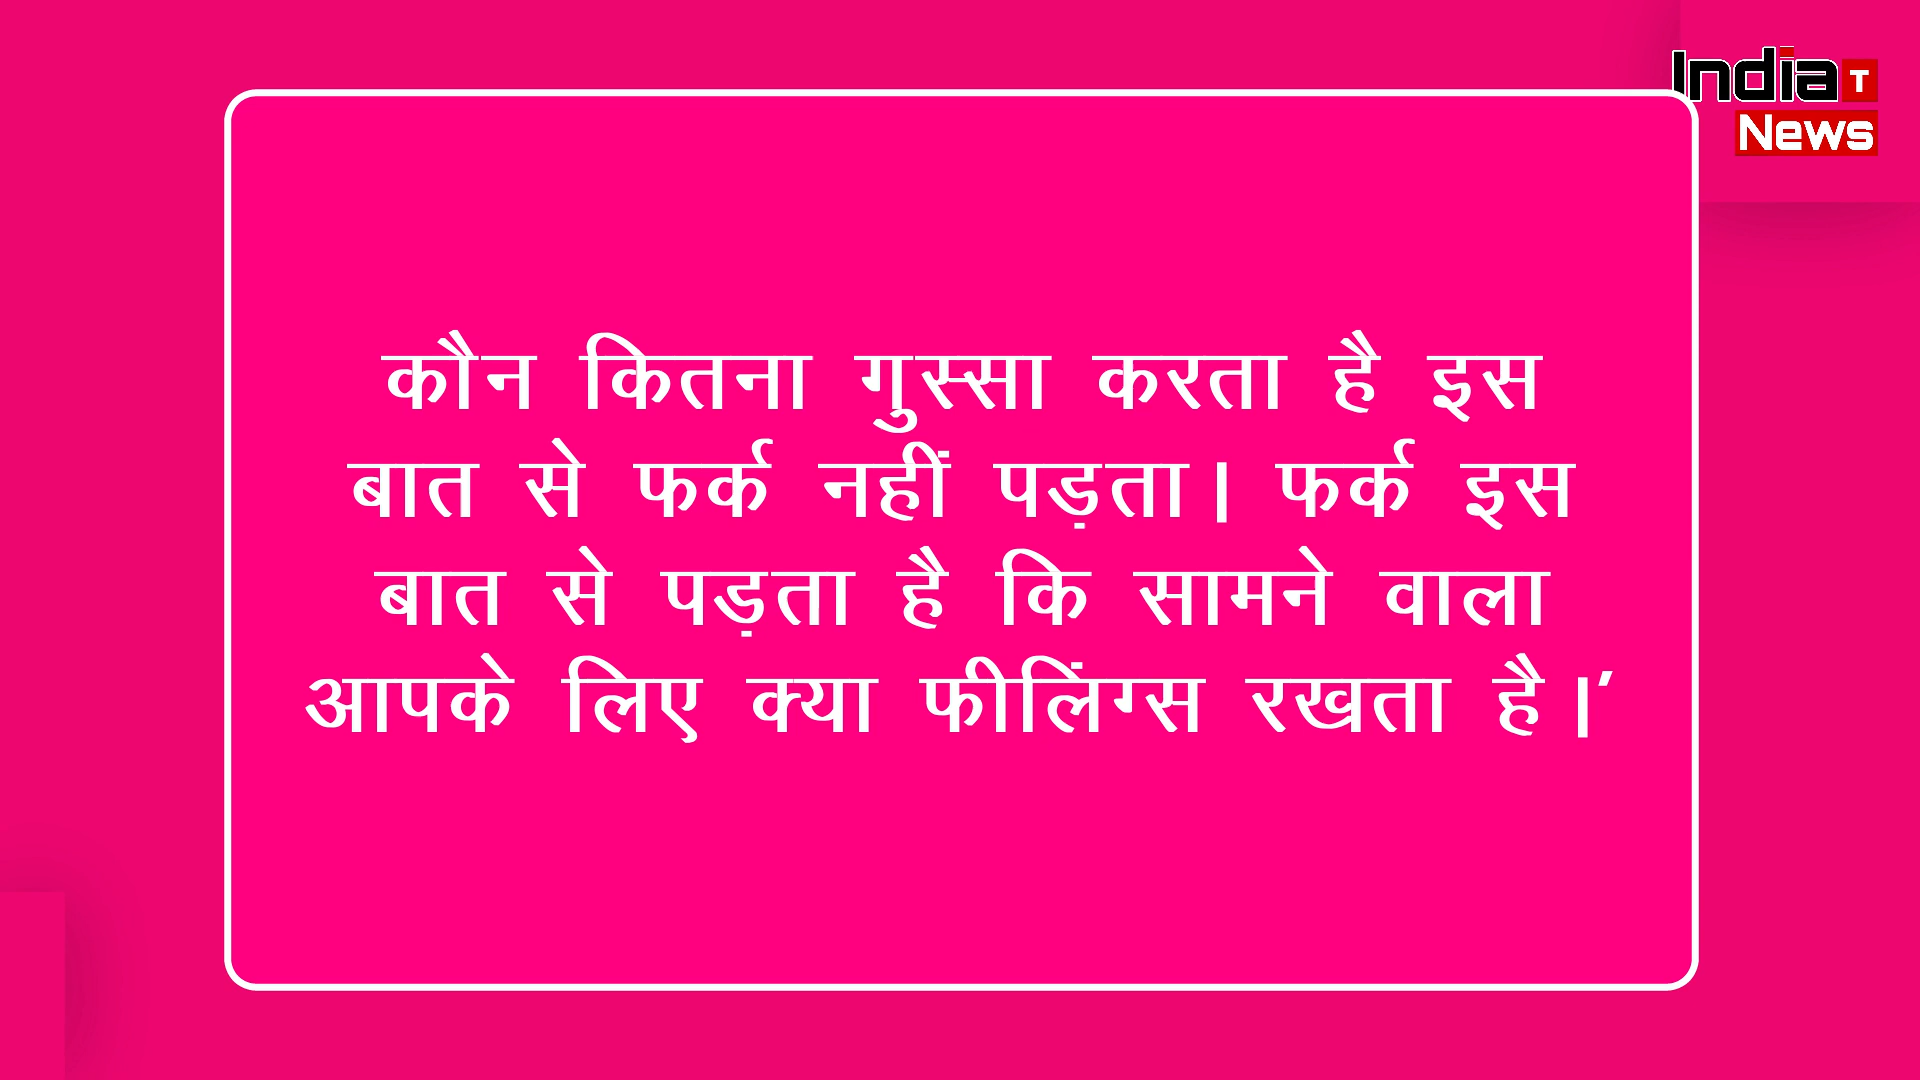 India T
News
कौन कितना गुस्सा करता है इस
बात से फर्क नहीं पड़ता। फर्क इस
बात से पड़ता है कि सामने वाला
आपके लिए क्या फीलिंग्स रखता है।’